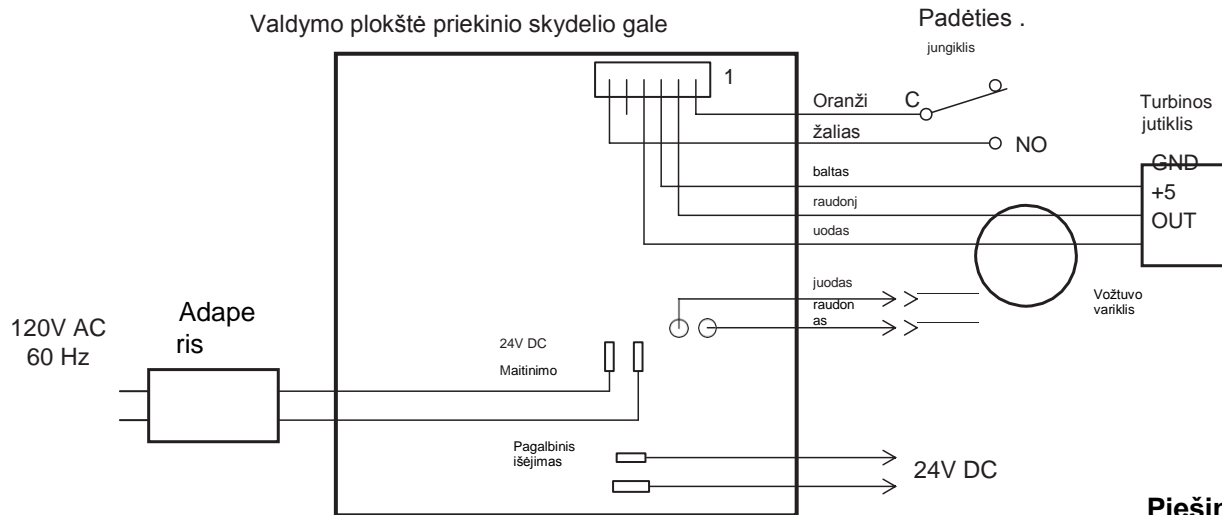 Valdymo plokštė priekinio skydelio gale
Padėties .
jungiklis
1
Oranži
C
žalias
NO
Turbinos
jutiklis
baltas
GND
+5
raudonj
OUT
uodas
juodas
raudon
as
Vožtuvo
variklis
120V AC
60 Hz
Adape
ris
24V DC
Maitinimo
Pagalbinis
išėjimas
24V DC